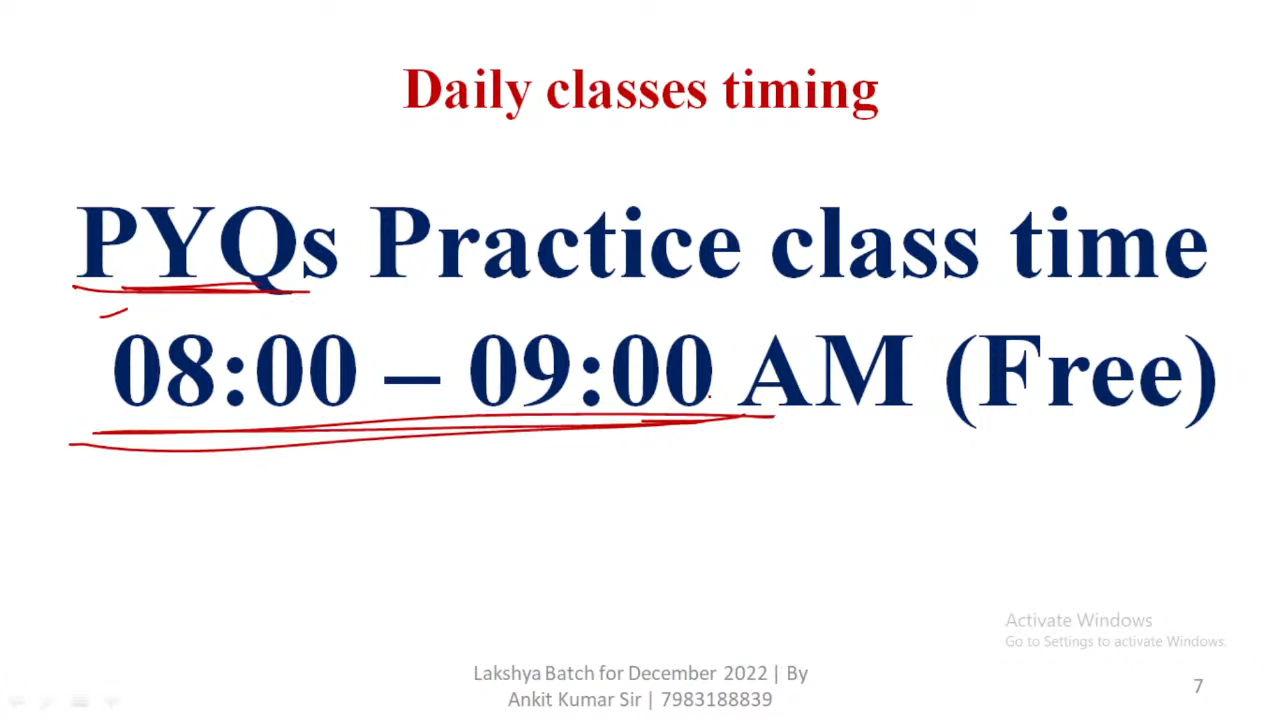 Daily classes timing
PYQs Practice class time
08:00 – 09:00 AM (Free)
Activate Windows
Go to Settings to activate Windows.
Lakshya Batch for December 2022 | By
Ankit Kumar Sir | 7983188839
7